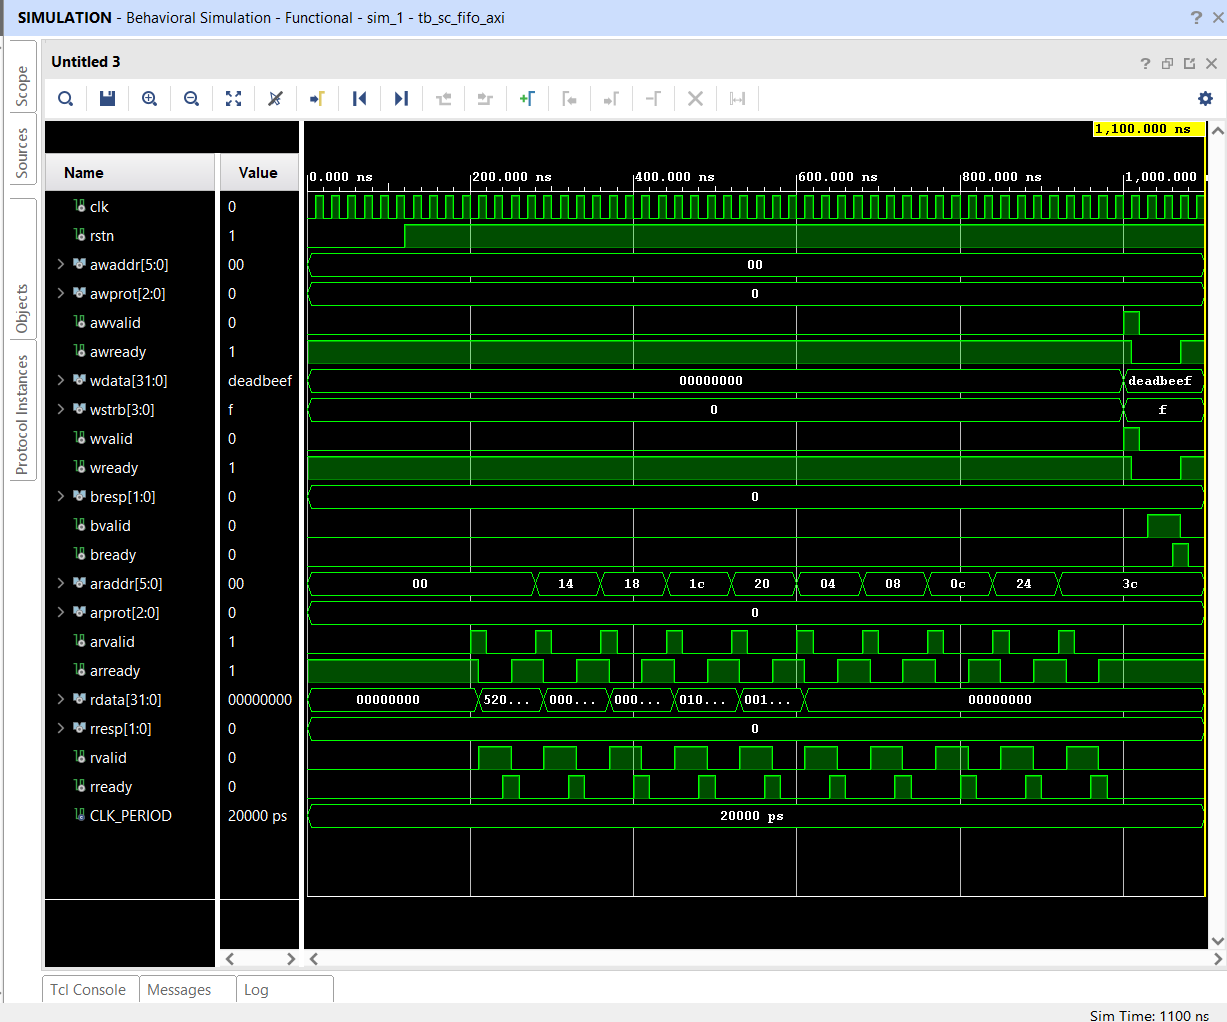 SIMULATION - Behavioral Simulation - Functional - sim_1 - tb_sc_fifo_axi
Scope
Sources
Objects
Protocol Instances
Untitled 3
1,100.000 ns
Name Value
0.000 ns 200.000 ns 400.000 ns 600.000 ns 800.000 ns 1,000.000
clk 0
rstn 1
awaddr[5:0] 00 00
awprot[2:0] 0 0
awvalid 0
awready 1
wdata[31:0] deadbeef 00000000 deadbeef
wstrb[3:0] f 0 f
wvalid 0
wready 1
bresp[1:0] 0 0
bvalid 0
bready 0
araddr[5:0] 00 00 14 18 1c 20 04 08 0c 24 3c
arprot[2:0] 0 0
arvalid 1
arready 1
rdata[31:0] 00000000 00000000 520... 000... 000... 010... 001... 00000000
rresp[1:0] 0 0
rvalid 0
rready 0
CLK_PERIOD 20000 ps 20000 ps
Tcl Console Messages Log
Sim Time: 1100 ns